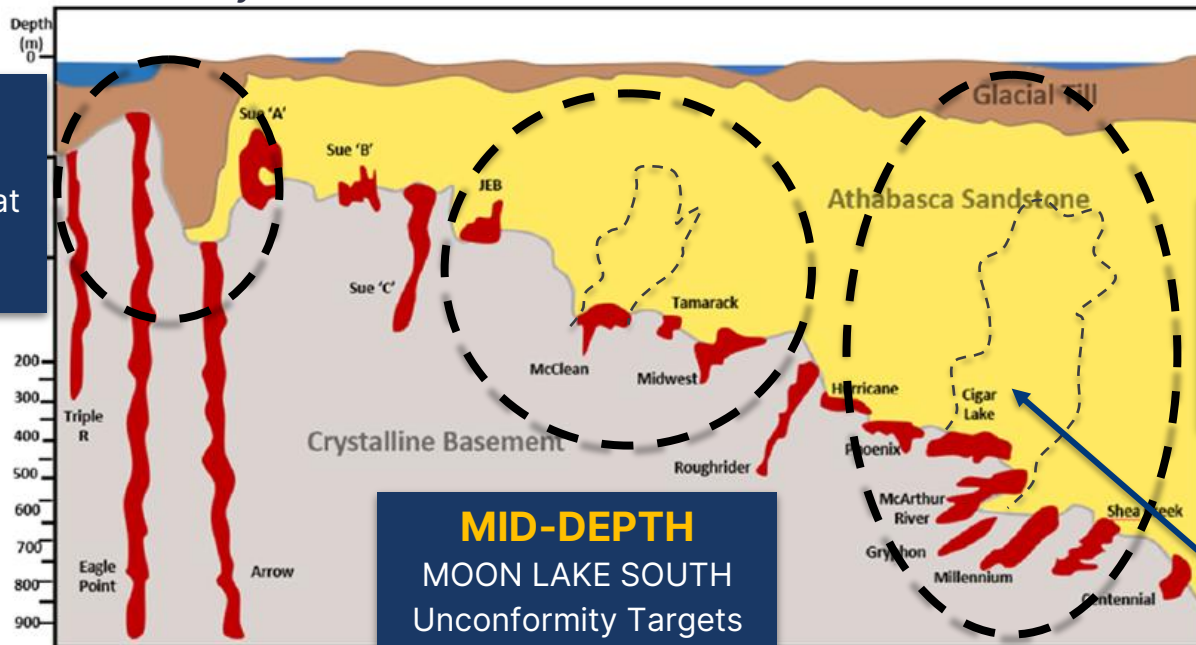 Depth
(m)
0
at
Glacial Till
Sue 'A'
Sue 'B'
JEB
Athabasca Sandstone
Sue 'C'
Tamarack
McClean
Midwest
200
300
400
500
600
700
800
900
Triple
R
Crystalline Basement
Roughrider
Hurricane
Cigar
Lake
Phoenix
McArthur
River
Shea Creek
Gryphon
Millennium
Centennial
Eagle
Point
Arrow
MID-DEPTH
MOON LAKE SOUTH
Unconformity Targets